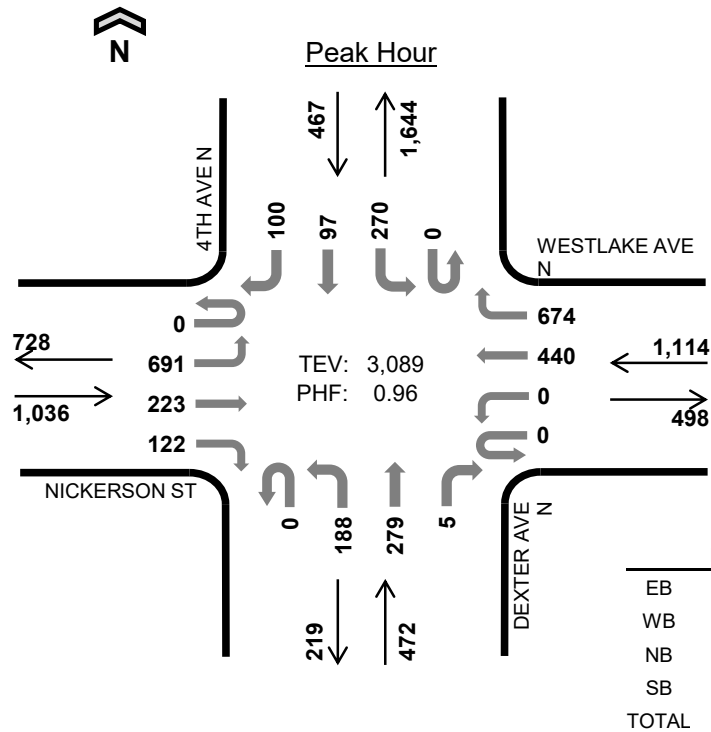 N
Peak Hour
467
1,644
4TH AVE N
100
97
270
0
WESTLAKE AVE
N
0
674
728
691
TEV: 3,089
440
1,114
1,036
223
PHF: 0.96
0
498
122
0
NICKERSON ST
0
188
279
5
DEXTER AVE
N
219
472
EB
WB
NB
SB
TOTAL